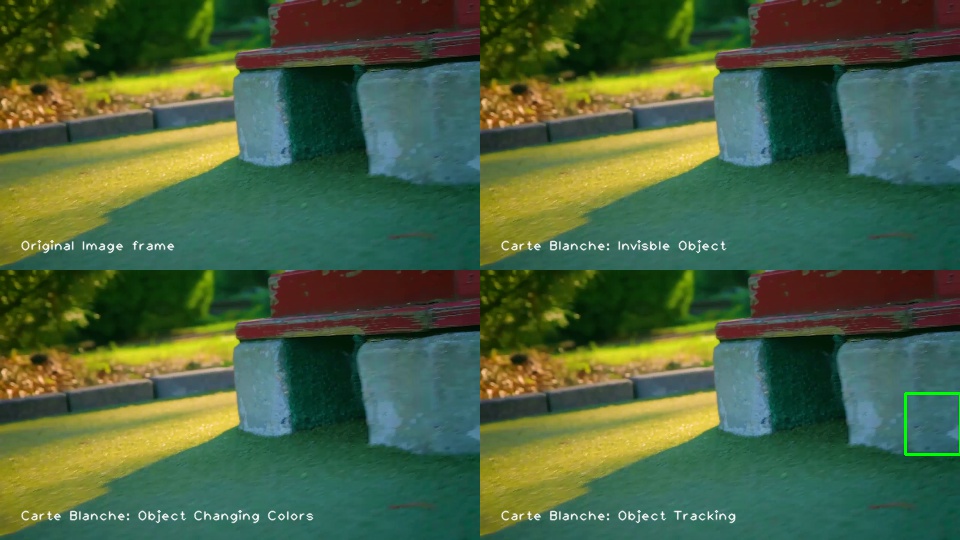 Original Image frame
Carte Blanche: Invisble Object
Carte Blanche: Object Changing Colors
Carte Blanche: Object Tracking